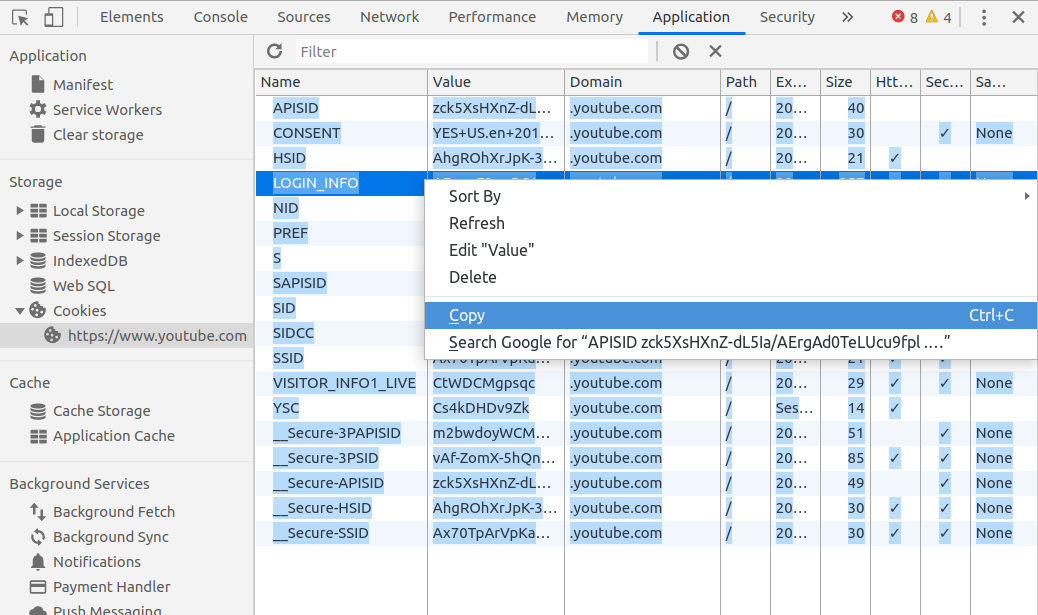 Elements Console Sources Network Performance Memory Application Security » 8 4
Application
Manifest
Service Workers
Clear storage
Storage
Local Storage
Session Storage
IndexedDB
Web SQL
Cookies
https://www.youtube.com
Cache
Cache Storage
Application Cache
Background Services
Background Fetch
Background Sync
Notifications
Payment Handler
Push Messaging
Filter
Name Value Domain Path Ex... Size Htt... Sec... Sa...
APISID zck5XsHXnZ-dL... .youtube.com / 20... 40
CONSENT YES+US.en+201... .youtube.com / 20... 30 ✓ None
HSID AhgROhXrJpK-3... .youtube.com / 20... 21 ✓
LOGIN_INFO
NID
PREF
S
SAPISID
SID
SIDCC
SSID
Sort By
Refresh
Edit "Value"
Delete
Copy Ctrl+C
Search Google for “APISID zck5XsHXnZ-dL5Ia/AErgAd0TeLUcu9fpl ....”
VISITOR_INFO1_LIVE CtWDCMgpsqc .youtube.com / 20... 29 ✓ ✓ None
YSC Cs4kDHDv9Zk .youtube.com / Ses... 14 ✓
__Secure-3PAPISID m2bwdoyWCM... .youtube.com / 20... 51 ✓ None
__Secure-3PSID vAf-ZomX-5hQn... .youtube.com / 20... 85 ✓ ✓ None
__Secure-APISID zck5XsHXnZ-dL... .youtube.com / 20... 49 ✓ None
__Secure-HSID AhgROhXrJpK-3... .youtube.com / 20... 30 ✓ ✓ None
__Secure-SSID Ax70TpArVpKa... .youtube.com / 20... 30 ✓ ✓ None